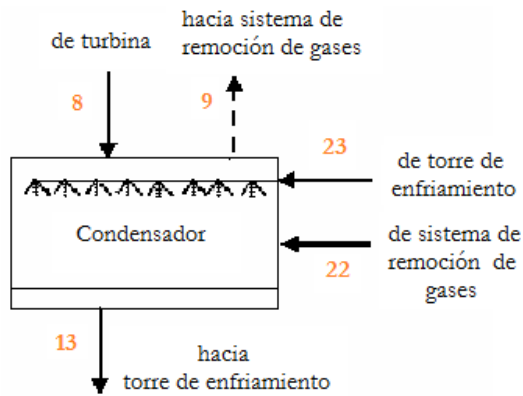 hacia sistema de
remoción de gases
de turbina
8
9
23
de torre de
enfriamiento
Condensador
de sistema de
remoción de
gases
22
13
hacia
torre de enfriamiento